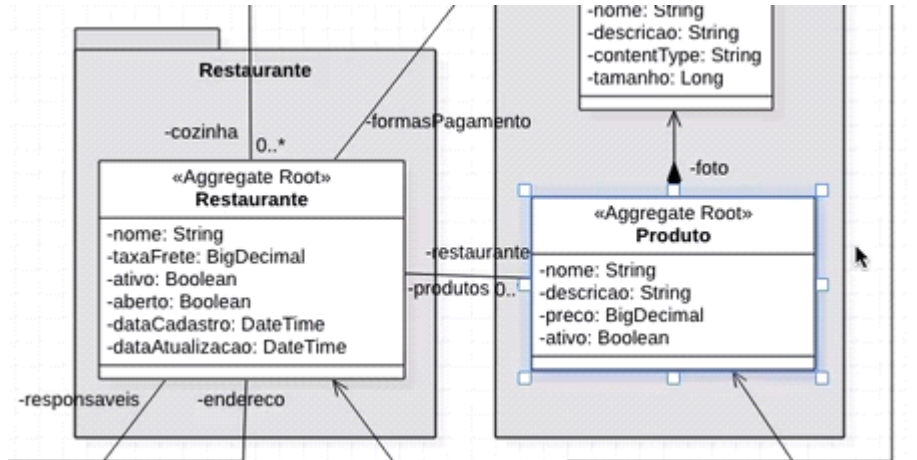 Restaurante
-cozinha
0..*
-formasPagamento
«Aggregate Root»
Restaurante
-nome: String
-taxaFrete: BigDecimal
-ativo: Boolean
-aberto: Boolean
-dataCadastro: DateTime
-dataAtualizacao: DateTime
-responsaveis
-endereco
-restaurante
-produtos 0..*
-nome: String
-descricao: String
-contentType: String
-tamanho: Long
-foto
«Aggregate Root»
Produto
-nome: String
-descricao: String
-preco: BigDecimal
-ativo: Boolean